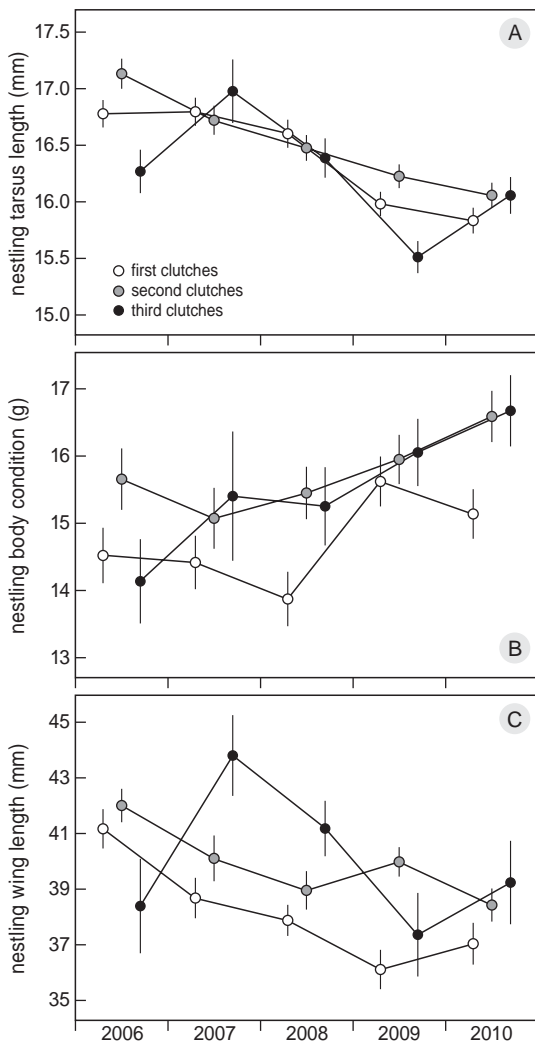 A
nestling tarsus length (mm)
17.5
17.0
16.5
16.0
15.5
15.0
first clutches
second clutches
third clutches
B
nestling body condition (g)
17
16
15
14
13
C
nestling wing length (mm)
45
43
41
39
37
35
2006 2007 2008 2009 2010